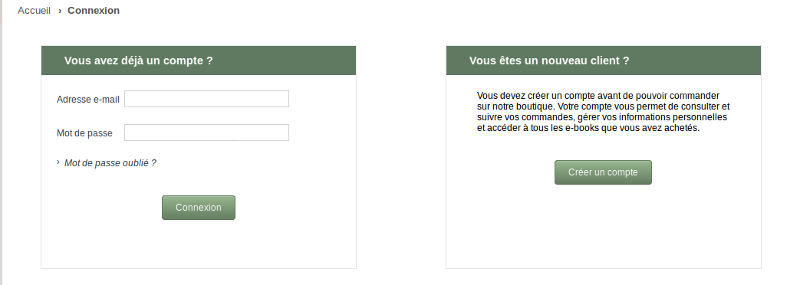 Accueil › Connexion
Vous avez déjà un compte ?
Adresse e-mail
Mot de passe
› Mot de passe oublié ?
Connexion
Vous êtes un nouveau client ?
Vous devez créer un compte avant de pouvoir commander
sur notre boutique. Votre compte vous permet de consulter et
suivre vos commandes, gérer vos informations personnelles
et accéder à tous les e-books que vous avez achetés.
Créer un compte